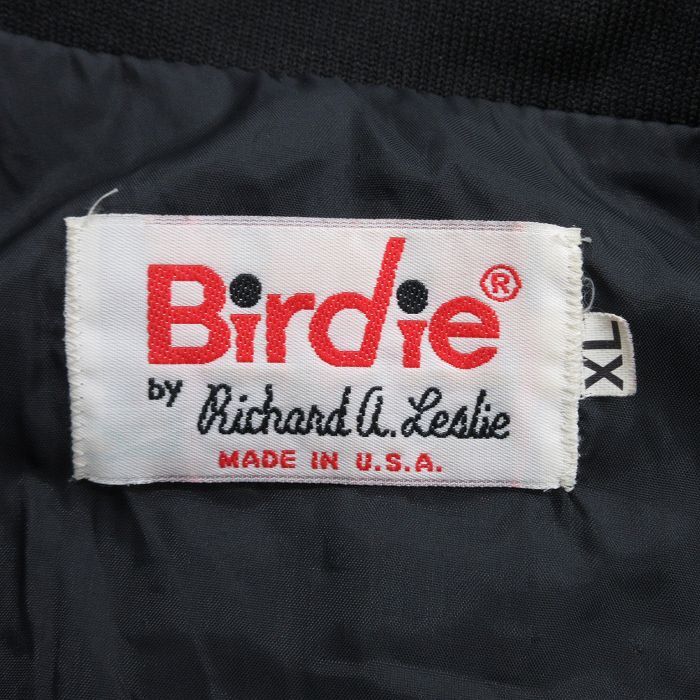 Birdie®
by Richard A. Leslie
MADE IN U.S.A.
XL